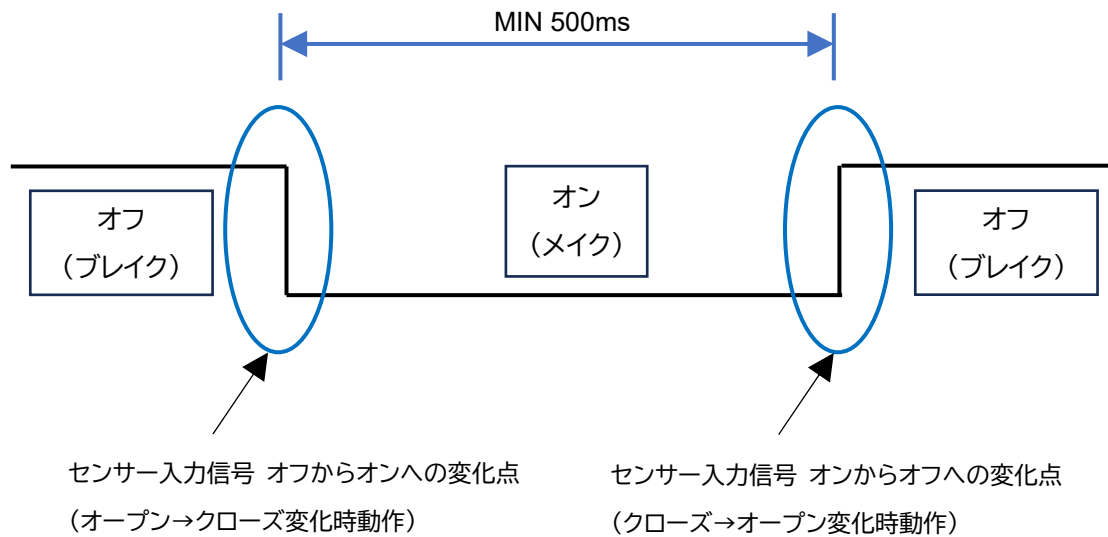 MIN 500ms
オフ
（ブレイク）
オン
（メイク）
オフ
（ブレイク）
センサー入力信号 オフからオンへの変化点
（オープン→クローズ変化時動作）
センサー入力信号 オンからオフへの変化点
（クローズ→オープン変化時動作）